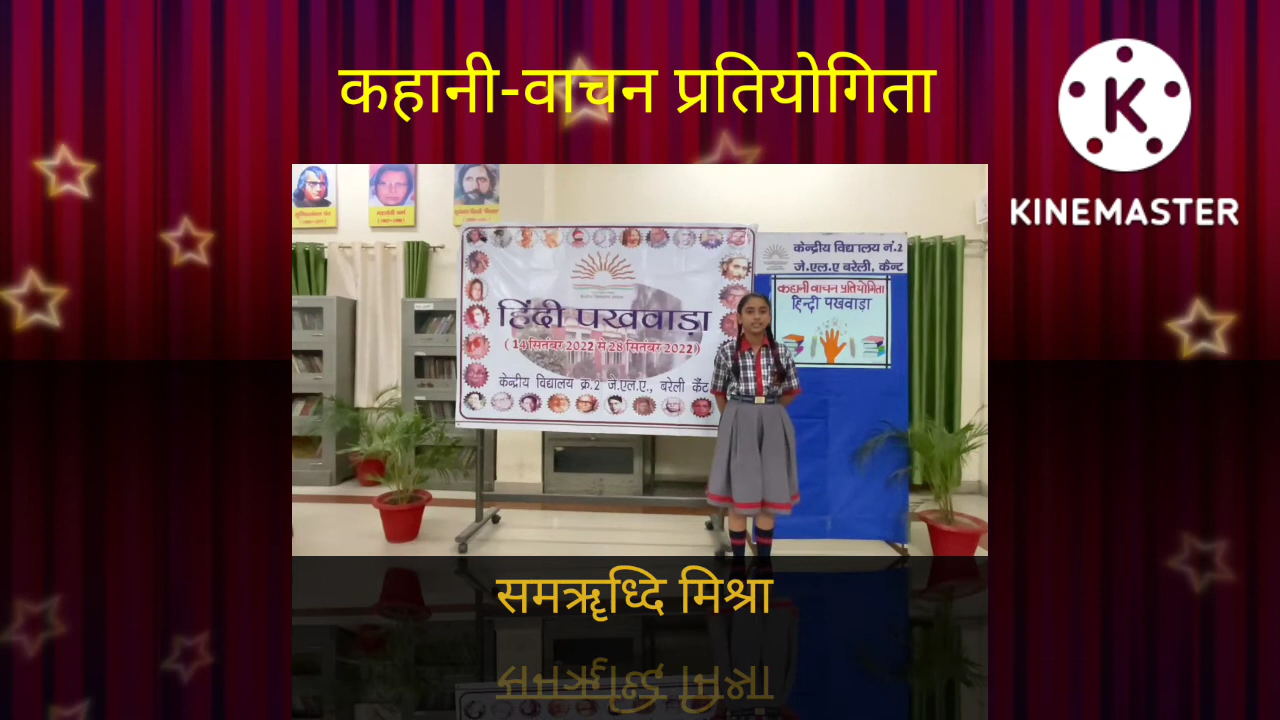 कहानी-वाचन प्रतियोगिता
KINEMASTER
हिंदी पखवाड़ा
( 14 सितंबर 2022 से 28 सितंबर 2022)
केन्द्रीय विद्यालय क्र.2 जे.एल.ए., बरेली कैंट
केन्द्रीय विद्यालय नं.2
जे.एल.ए बरेली, कैन्ट
कहानी वाचन प्रतियोगिता
हिन्दी पखवाड़ा
समऋध्दि मिश्रा